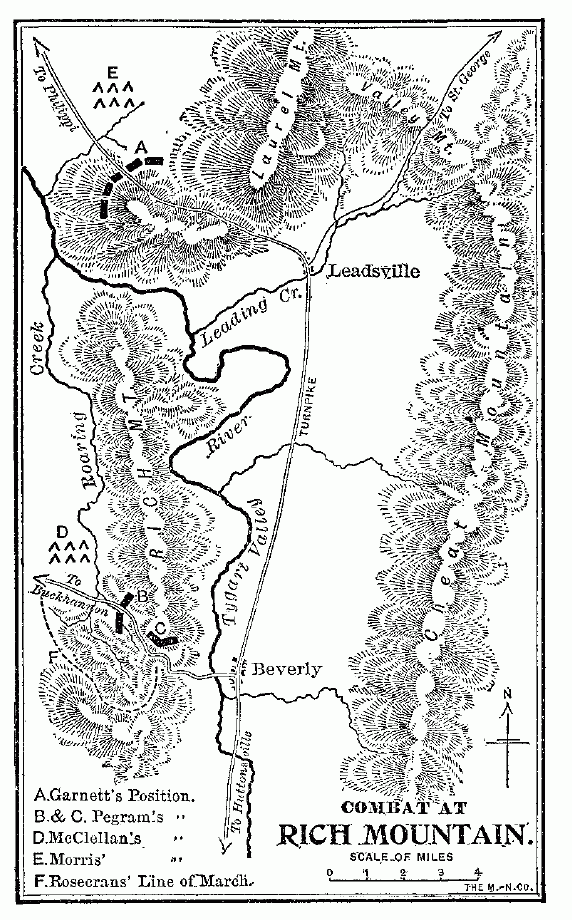 To Philippi
E
A
Laurel Mt.
Valley
Mt.
To St. George
Leadsville
Leading Cr.
Creek
Roaring
RICH MT.
River
TURNPIKE
Tygart Valley
Cheat Mountain
D
To
Buckhannon
B
C
F
Beverly
To Huttonsville
N
A. Garnett's Position.
B. & C. Pegram's "
D. McClellan's "
E. Morris' "
F. Rosecrans' Line of March.
COMBAT AT
RICH MOUNTAIN.
SCALE OF MILES
0 1 2 3 4
THE M.-N. CO.